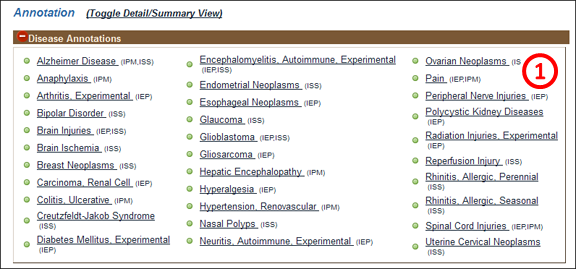 Annotation (Toggle Detail/Summary View)
Disease Annotations
Alzheimer Disease (IPM,ISS)
Anaphylaxis (IPM)
Arthritis, Experimental (IEP)
Bipolar Disorder (ISS)
Brain Injuries (IEP,ISS)
Brain Ischemia (ISS)
Breast Neoplasms (ISS)
Carcinoma, Renal Cell (IEP)
Colitis, Ulcerative (IPM)
Creutzfeldt-Jakob Syndrome
(ISS)
Diabetes Mellitus, Experimental
(IEP)
Encephalomyelitis, Autoimmune, Experimental
(IEP,ISS)
Endometrial Neoplasms (ISS)
Esophageal Neoplasms (IEP)
Glaucoma (ISS)
Glioblastoma (IEP,ISS)
Gliosarcoma (IEP)
Hepatic Encephalopathy (IPM)
Hyperalgesia (IEP)
Hypertension, Renovascular (IPM)
Nasal Polyps (ISS)
Neuritis, Autoimmune, Experimental (IEP)
Ovarian Neoplasms
1
Pain (IEP,IPM)
Peripheral Nerve Injuries (IEP)
Polycystic Kidney Diseases
(IEP)
Radiation Injuries, Experimental
(IEP)
Reperfusion Injury (ISS)
Rhinitis, Allergic, Perennial
(ISS)
Rhinitis, Allergic, Seasonal
(ISS)
Spinal Cord Injuries (IEP,IPM)
Uterine Cervical Neoplasms
(ISS)